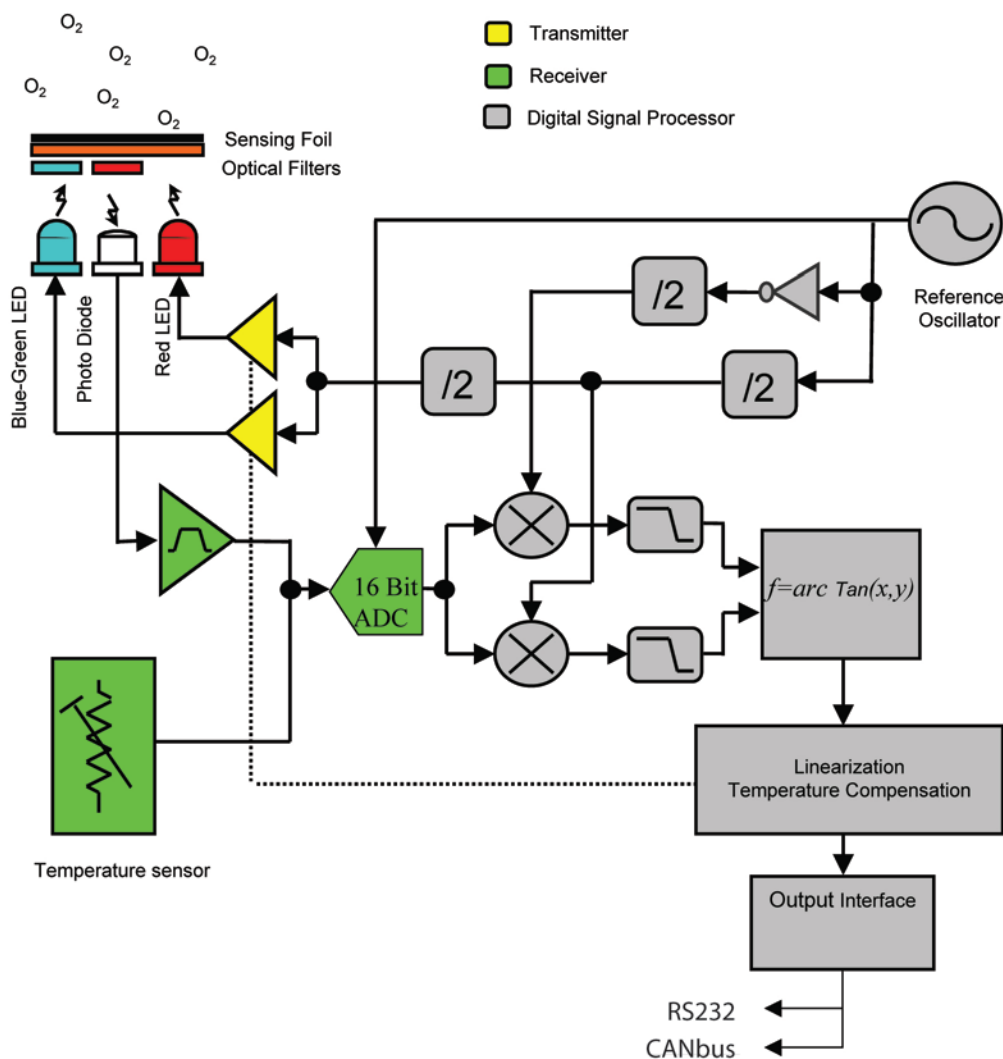 O2
O2
O2
O2
O2
O2
Transmitter
Receiver
Digital Signal Processor
Sensing Foil
Optical Filters
Blue-Green LED
Photo Diode
Red LED
/2
/2
/2
Reference
Oscillator
16 Bit
ADC
f=arc Tan(x,y)
Linearization
Temperature Compensation
Temperature sensor
Output Interface
RS232
CANbus